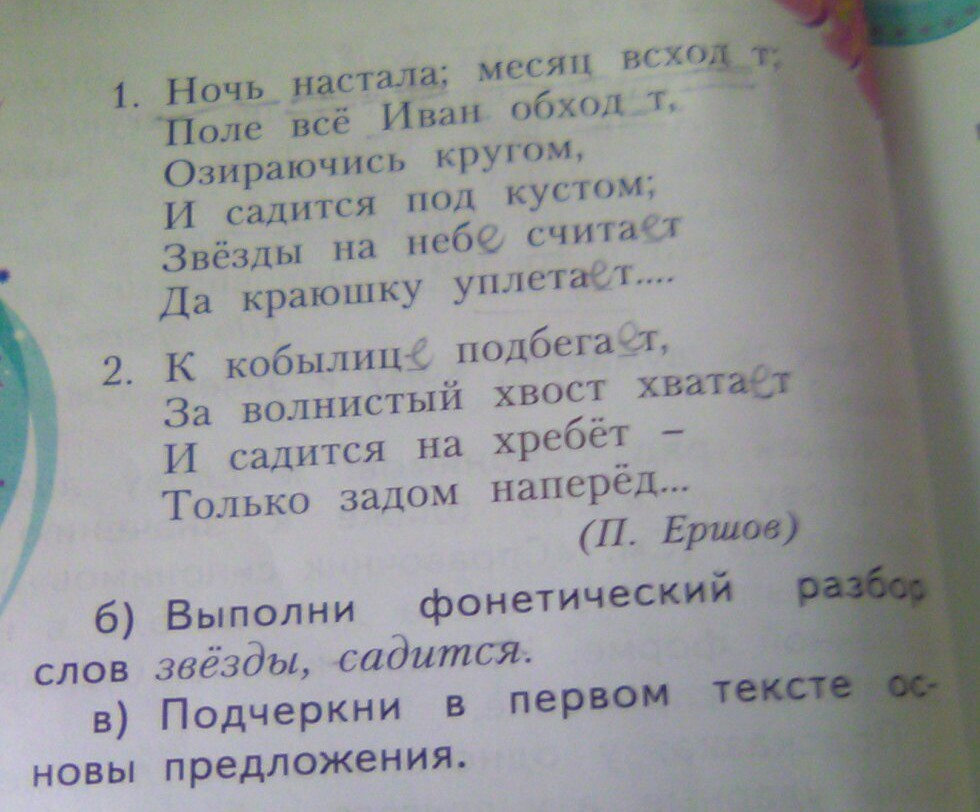 1. Ночь настала; месяц всход_т;
Поле всё Иван обход_т,
Озираючись кругом,
И садится под кустом;
Звёзды на небе считает
Да краюшку уплетает....
2. К кобылице подбегает,
За волнистый хвост хватает
И садится на хребёт –
Только задом наперёд...
(П. Ершов)
б) Выполни фонетический разбор
слов звёзды, садится.
в) Подчеркни в первом тексте ос-
новы предложения.